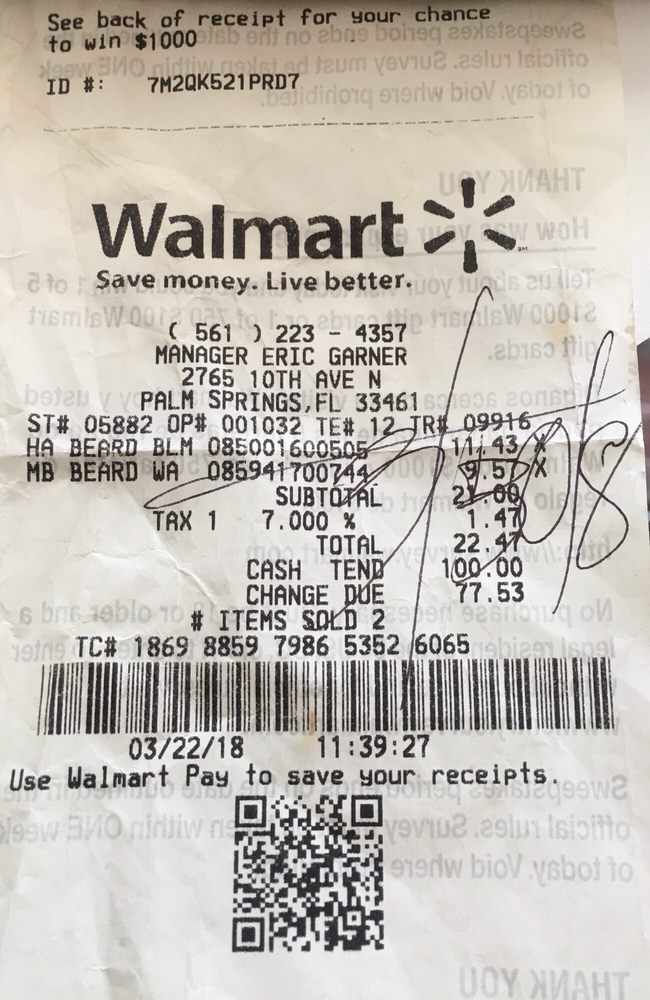 See back of receipt for your chance
to win $1000
ID #: 7M2QK521PRD7
Walmart
Save money. Live better.
( 561 ) 223 - 4357
MANAGER ERIC GARNER
2765 10TH AVE N
PALM SPRINGS,FL 33461
ST# 05882 OP# 001032 TE# 12 TR# 09916
HA BEARD BLM 085001600505 11.43 X
MB BEARD WA 085941700744 9.57 X
SUBTOTAL 21.00
TAX 1 7.000 % 1.47
TOTAL 22.47
CASH TEND 100.00
CHANGE DUE 77.53
# ITEMS SOLD 2
TC# 1869 8859 7986 5352 6065
03/22/18 11:39:27
Use Walmart Pay to save your receipts.